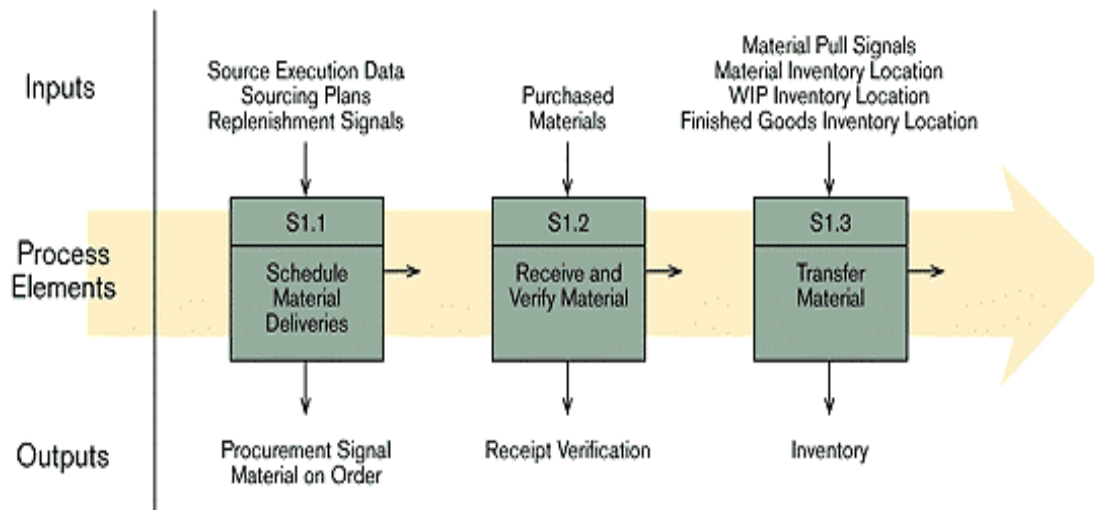 Inputs
Source Execution Data
Sourcing Plans
Replenishment Signals
Purchased
Materials
Material Pull Signals
Material Inventory Location
WIP Inventory Location
Finished Goods Inventory Location
Process
Elements
S1.1
Schedule
Material
Deliveries
S1.2
Receive and
Verify Material
S1.3
Transfer
Material
Outputs
Procurement Signal
Material on Order
Receipt Verification
Inventory